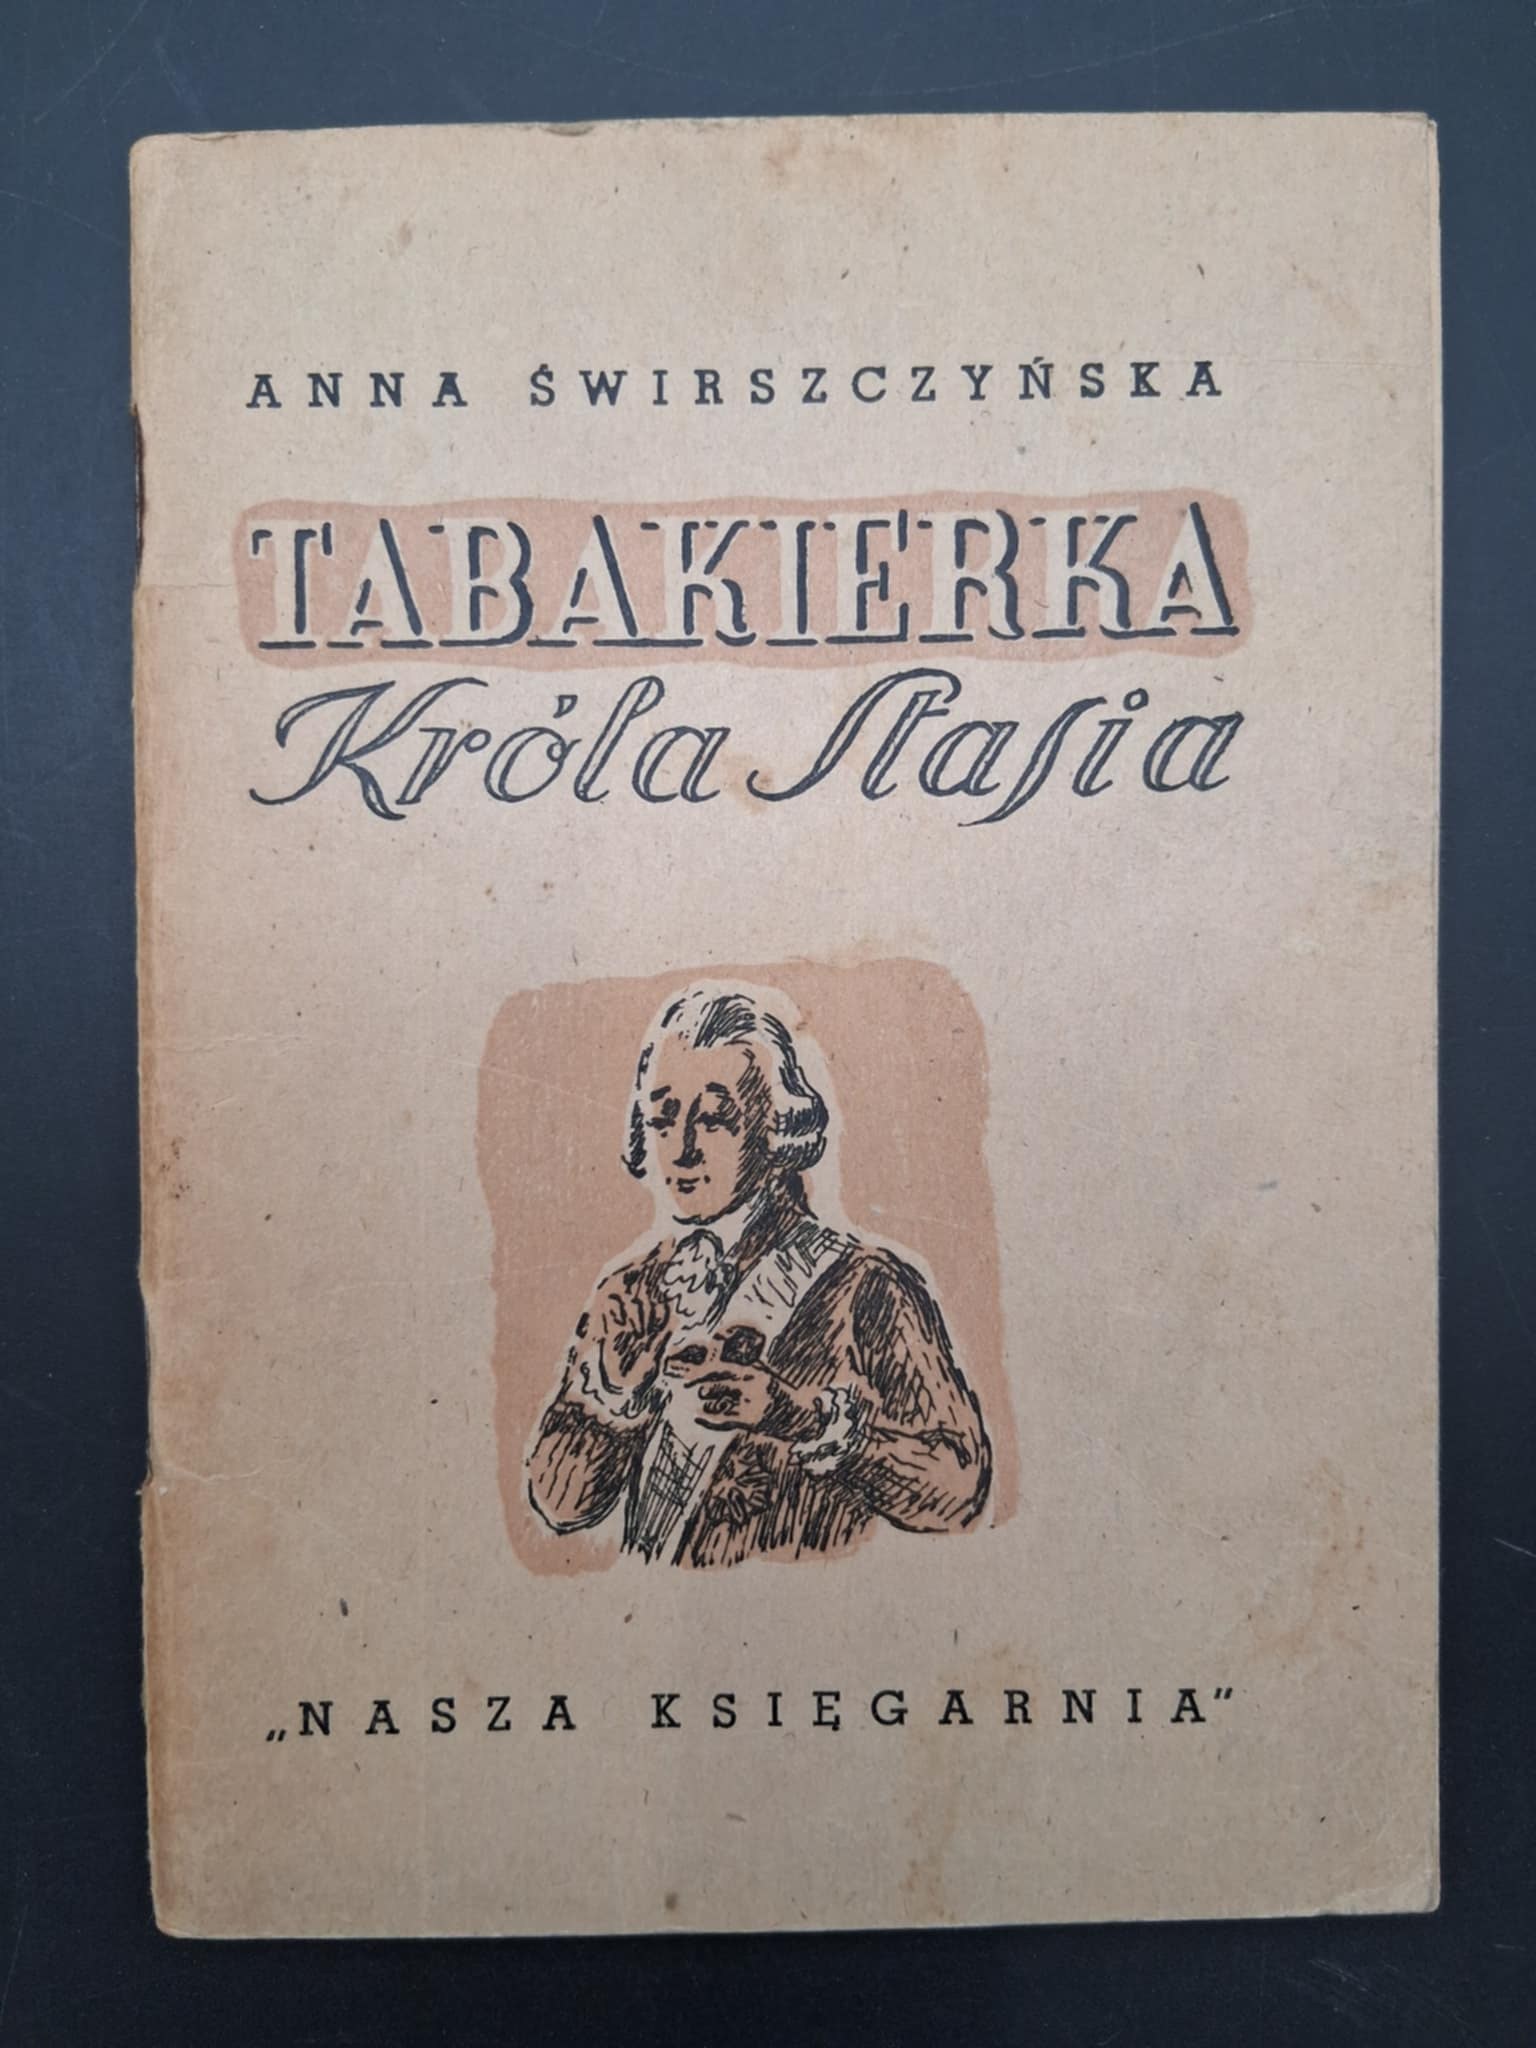 ANNA ŚWIRSZCZYŃSKA
TABAKIERKA
Króla Stasia
„NASZA KSIĘGARNIA"